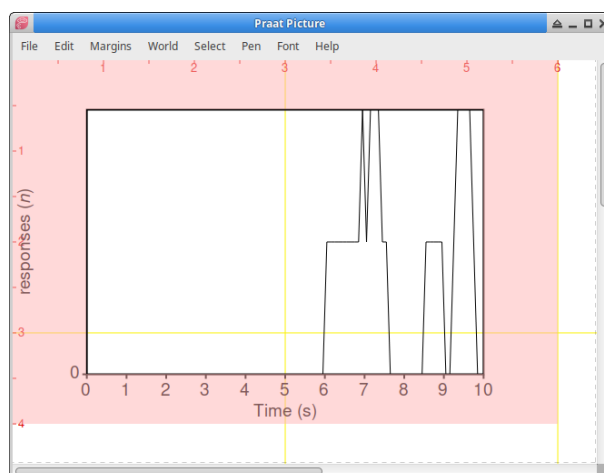 Praat Picture
File Edit Margins World Select Pen Font Help
1 2 3 4 5 6
1
2
3
4
responses (n)
0
0 1 2 3 4 5 6 7 8 9 10
Time (s)